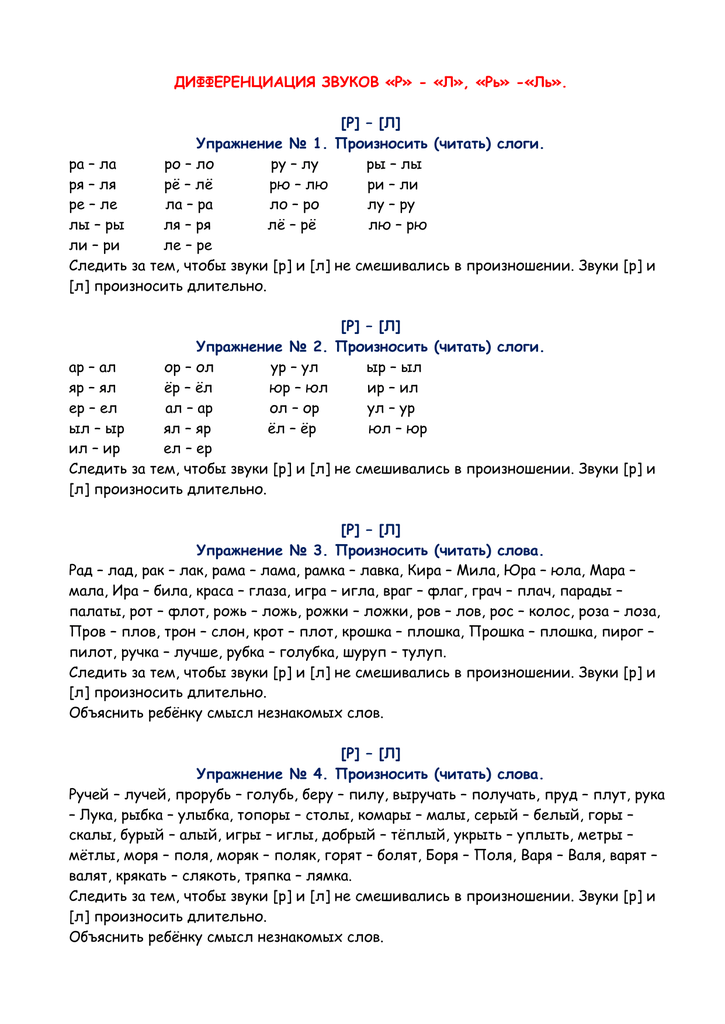 ДИФФЕРЕНЦИАЦИЯ ЗВУКОВ «Р» - «Л», «Рь» -«Ль».
[Р] – [Л]
Упражнение № 1. Произносить (читать) слоги.
ра – ла ро – ло ру – лу ры – лы
ря – ля рё – лё рю – лю ри – ли
ре – ле ла – ра ло – ро лу – ру
лы – ры ля – ря лё – рё лю – рю
ли – ри ле – ре
Следить за тем, чтобы звуки [р] и [л] не смешивались в произношении. Звуки [р] и
[л] произносить длительно.
[Р] – [Л]
Упражнение № 2. Произносить (читать) слоги.
ар – ал ор – ол ур – ул ыр – ыл
яр – ял ёр – ёл юр – юл ир – ил
ер – ел ал – ар ол – ор ул – ур
ыл – ыр ял – яр ёл – ёр юл – юр
ил – ир ел – ер
Следить за тем, чтобы звуки [р] и [л] не смешивались в произношении. Звуки [р] и
[л] произносить длительно.
[Р] – [Л]
Упражнение № 3. Произносить (читать) слова.
Рад – лад, рак – лак, рама – лама, рамка – лавка, Кира – Мила, Юра – юла, Мара –
мала, Ира – била, краса – глаза, игра – игла, враг – флаг, грач – плач, парады –
палаты, рот – флот, рожь – ложь, рожки – ложки, ров – лов, рос – колос, роза – лоза,
Пров – плов, трон – слон, крот – плот, крошка – плошка, Прошка – плошка, пирог –
пилот, ручка – лучше, рубка – голубка, шуруп – тулуп.
Следить за тем, чтобы звуки [р] и [л] не смешивались в произношении. Звуки [р] и
[л] произносить длительно.
Объяснить ребёнку смысл незнакомых слов.
[Р] – [Л]
Упражнение № 4. Произносить (читать) слова.
Ручей – лучей, прорубь – голубь, беру – пилу, выручать – получать, пруд – плут, рука
– Лука, рыбка – улыбка, топоры – столы, комары – малы, серый – белый, горы –
скалы, бурый – алый, игры – иглы, добрый – тёплый, укрыть – уплыть, метры –
мётлы, моря – поля, моряк – поляк, горят – болят, Боря – Поля, Варя – Валя, варят –
валят, крякать – слякоть, тряпка – лямка.
Следить за тем, чтобы звуки [р] и [л] не смешивались в произношении. Звуки [р] и
[л] произносить длительно.
Объяснить ребёнку смысл незнакомых слов.